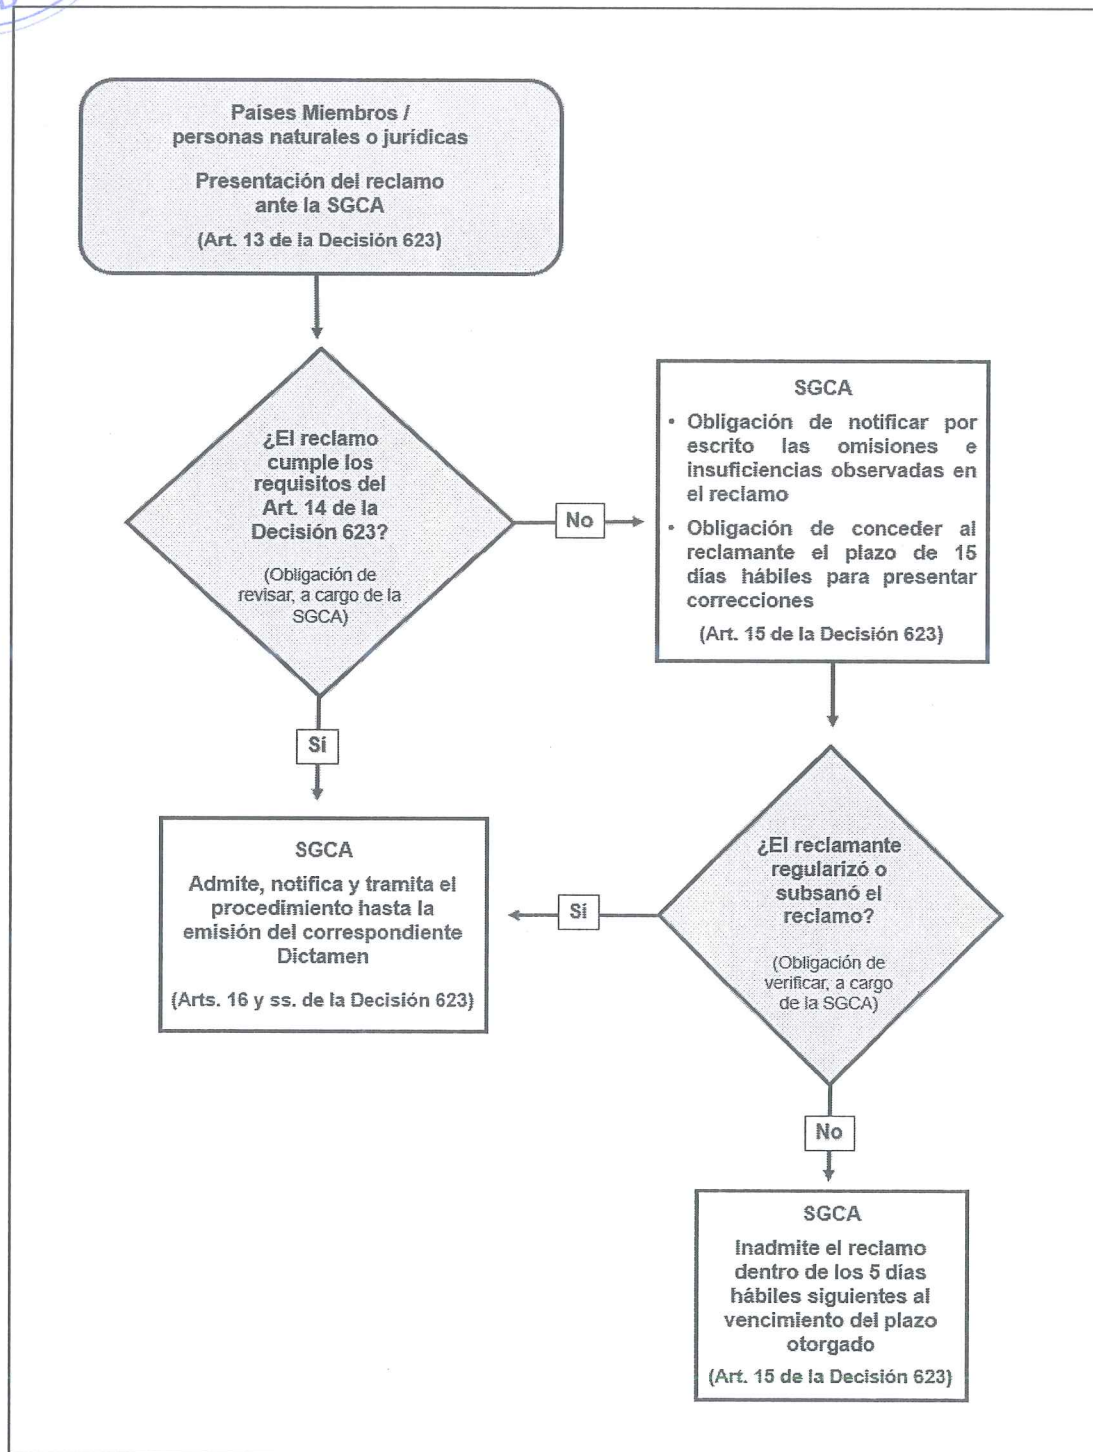 Países Miembros /
personas naturales o jurídicas
Presentación del reclamo
ante la SGCA
(Art. 13 de la Decisión 623)
¿El reclamo
cumple los
requisitos del
Art. 14 de la
Decisión 623?
(Obligación de
revisar, a cargo de la
SGCA)
No
SGCA
• Obligación de notificar por
escrito las omisiones e
insuficiencias observadas en
el reclamo
• Obligación de conceder al
reclamante el plazo de 15
días hábiles para presentar
correcciones
(Art. 15 de la Decisión 623)
Sí
SGCA
Admite, notifica y tramita el
procedimiento hasta la
emisión del correspondiente
Dictamen
(Arts. 16 y ss. de la Decisión 623)
Sí
¿El reclamante
regularizó o
subsanó el
reclamo?
(Obligación de
verificar, a cargo
de la SGCA)
No
SGCA
Inadmite el reclamo
dentro de los 5 días
hábiles siguientes al
vencimiento del plazo
otorgado
(Art. 15 de la Decisión 623)